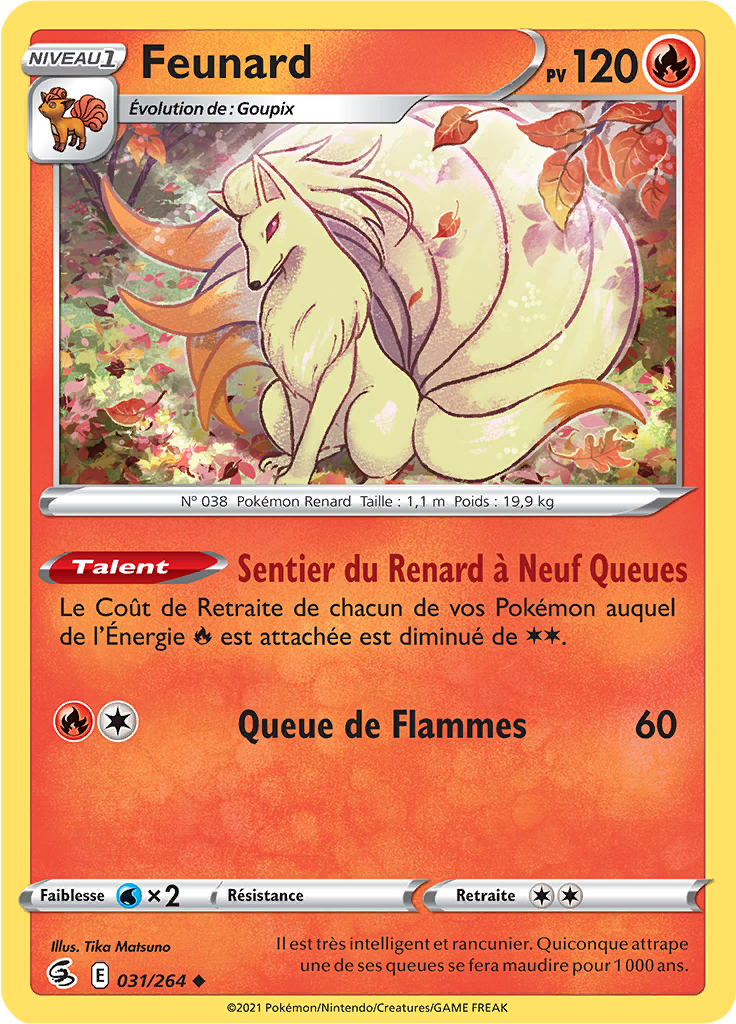 NIVEAU 1
Feunard
PV 120
Évolution de : Goupix
Nº 038 Pokémon Renard Taille : 1,1 m Poids : 19,9 kg
Talent Sentier du Renard à Neuf Queues
Le Coût de Retraite de chacun de vos Pokémon auquel
de l'Énergie est attachée est diminué de .
Queue de Flammes 60
Faiblesse ×2 Résistance Retraite
Illus. Tika Matsuno
Il est très intelligent et rancunier. Quiconque attrape
une de ses queues se fera maudire pour 1 000 ans.
E 031/264
©2021 Pokémon/Nintendo/Creatures/GAME FREAK